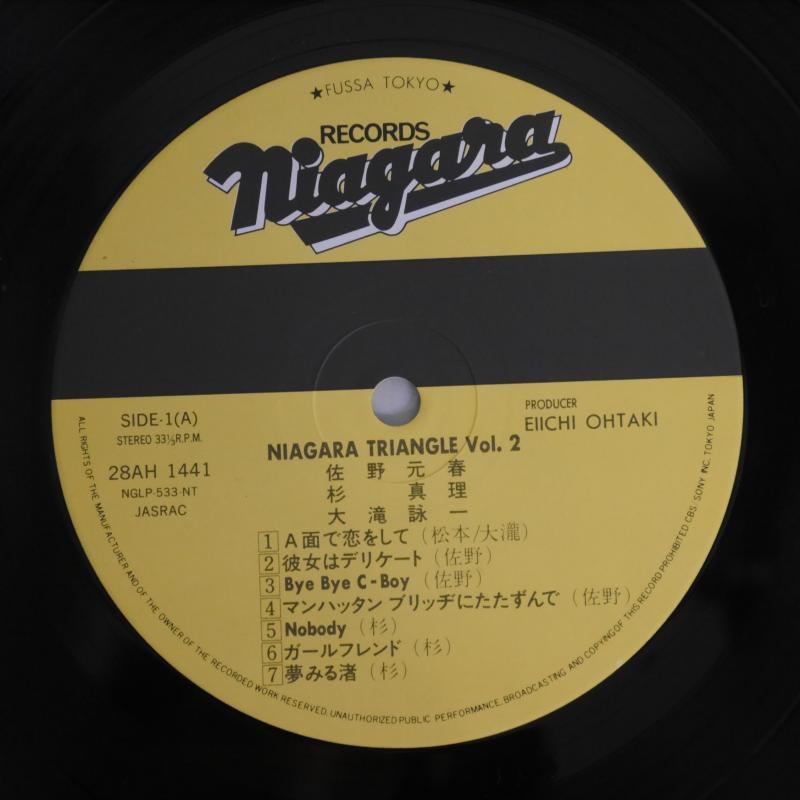 ★FUSSA TOKYO★
RECORDS
Niagara
SIDE-1(A)
STEREO 33⅓R.P.M.
28AH 1441
NGLP-533-NT
JASRAC
PRODUCER
EIICHI OHTAKI
NIAGARA TRIANGLE Vol. 2
佐野元春
杉 真理
大滝詠一
1 A面で恋をして(松本/大瀧)
2 彼女はデリケート(佐野)
3 Bye Bye C-Boy (佐野)
4 マンハッタン ブリッヂにたたずんで (佐野)
5 Nobody (杉)
6 ガールフレンド (杉)
7 夢みる渚 (杉)
ALL RIGHTS OF THE MANUFACTURER AND OF THE OWNER OF THE RECORDED WORK RESERVED. UNAUTHORIZED PUBLIC PERFORMANCE, BROADCASTING AND COPYING OF THIS RECORD PROHIBITED CBS. SONY INC. TOKYO JAPAN